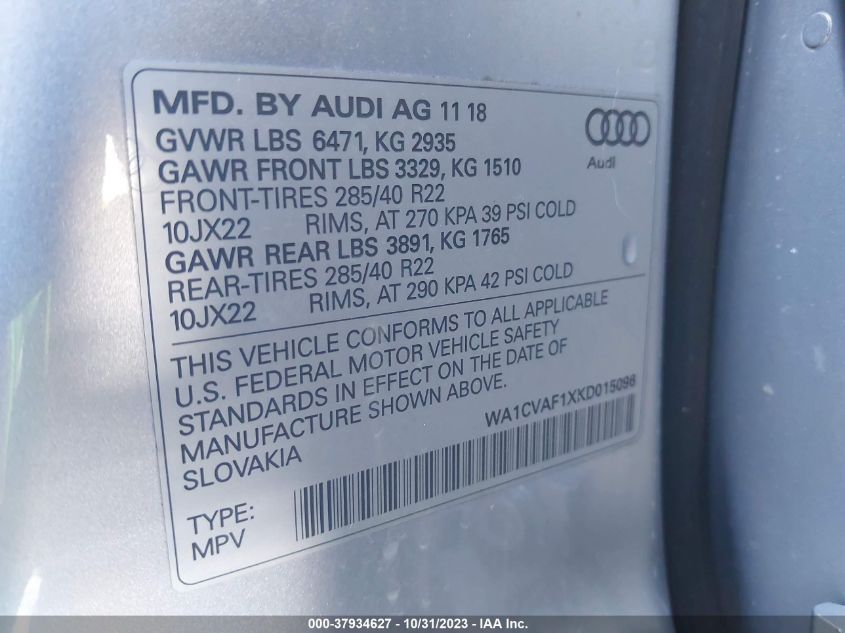 MFD. BY AUDI AG 11 18
GVWR LBS 6471, KG 2935
GAWR FRONT LBS 3329, KG 1510
FRONT-TIRES 285/40 R22
10JX22 RIMS, AT 270 KPA 39 PSI COLD
GAWR REAR LBS 3891, KG 1765
REAR-TIRES 285/40 R22
10JX22 RIMS, AT 290 KPA 42 PSI COLD
Audi
THIS VEHICLE CONFORMS TO ALL APPLICABLE
U.S. FEDERAL MOTOR VEHICLE SAFETY
STANDARDS IN EFFECT ON THE DATE OF
MANUFACTURE SHOWN ABOVE.
SLOVAKIA
WA1CVAF1XKD015096
TYPE:
MPV
000-37934627 - 10/31/2023 - IAAI.com